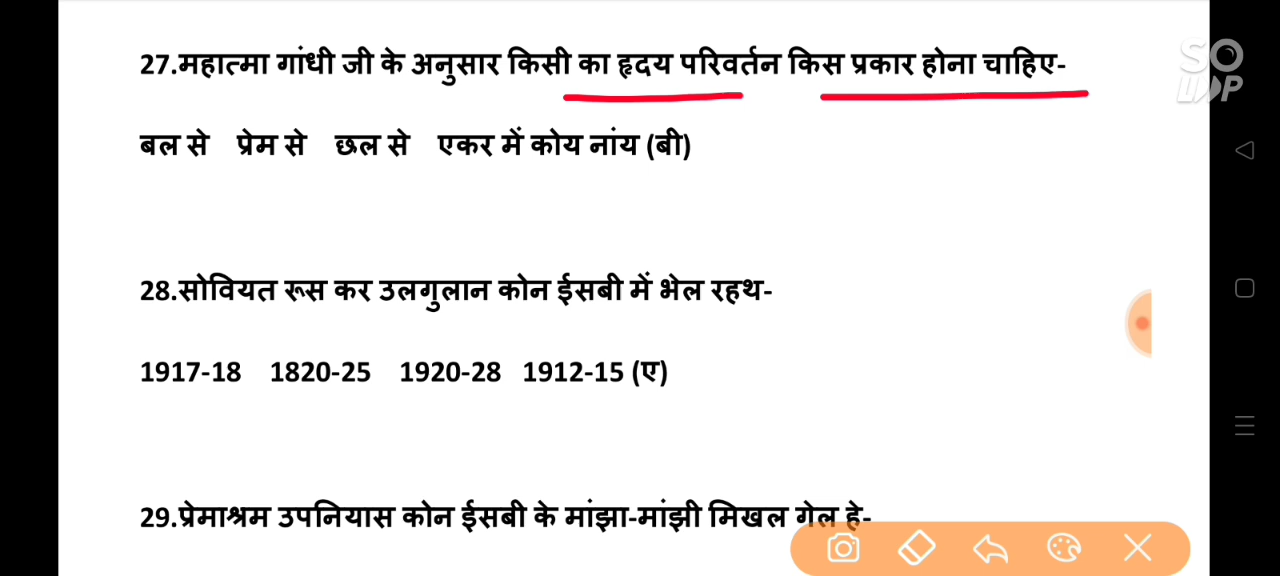 27.महात्मा गांधी जी के अनुसार किसी का हृदय परिवर्तन किस प्रकार होना चाहिए-
बल से प्रेम से छल से एकर में कोय नांय (बी)
28.सोवियत रूस कर उलगुलान कोन ईसबी में भेल रहथ-
1917-18 1820-25 1920-28 1912-15 (ए)
29.प्रेमाश्रम उपनियास कोन ईसबी के मांझा-मांझी मिखल गेल हे-